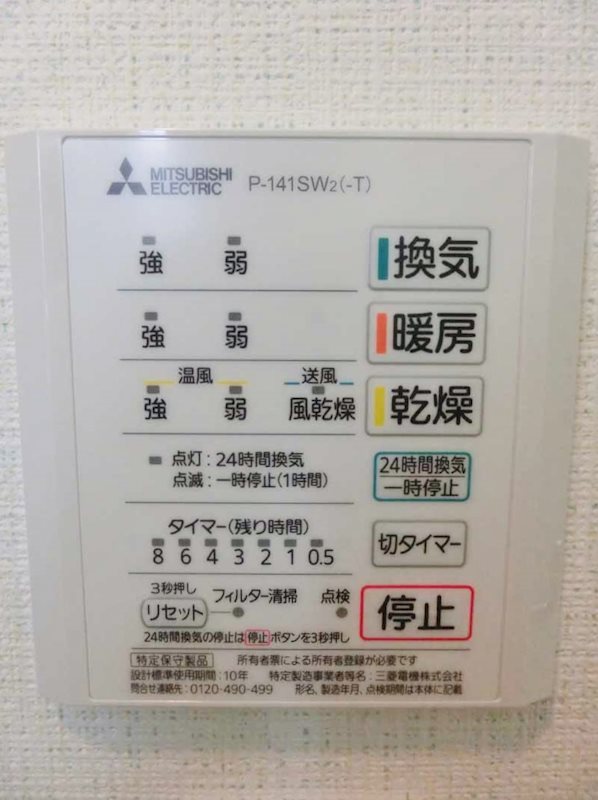 MITSUBISHI
ELECTRIC
P-141SW2(-T)
強 弱 換気
強 弱 暖房
温風 送風
強 弱 風乾燥 乾燥
点灯:24時間換気
点滅:一時停止(1時間)
24時間換気
一時停止
タイマー(残り時間)
8 6 4 3 2 1 0.5
切タイマー
3秒押し
リセット フィルター清掃 点検
停止
24時間換気の停止は停止ボタンを3秒押し
特定保守製品 所有者票による所有者登録が必要です
設計標準使用期間:10年 特定製造事業者等名:三菱電機株式会社
問合せ連絡先:0120-490-499 形名、製造年月、点検期間は本体に記載